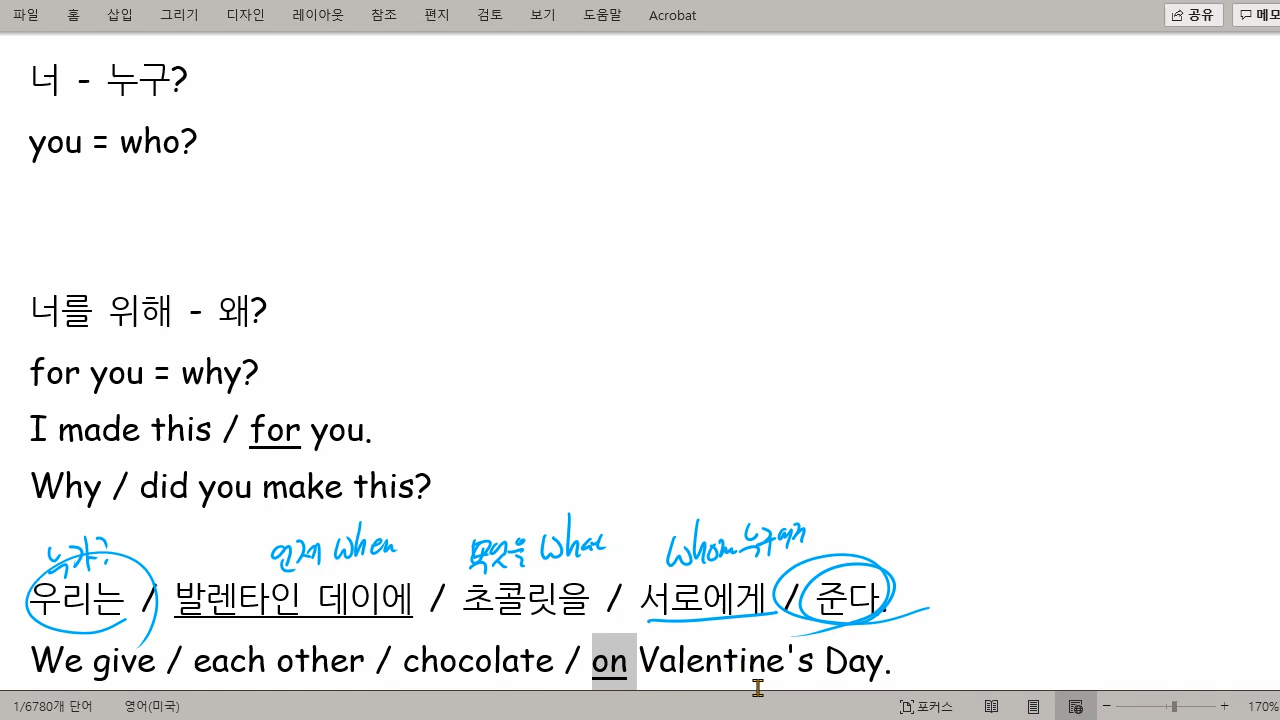 파일 홈 삽입 그리기 디자인 레이아웃 참조 편지 검토 보기 도움말 Acrobat 공유 메모
너 - 누구?
you = who?
너를 위해 - 왜?
for you = why?
I made this / for you.
Why / did you make this?
누가? 언제 when 무엇을 what whom 누구에게
우리는 / 발렌타인 데이에 / 초콜릿을 / 서로에게 / 준다.
We give / each other / chocolate / on Valentine's Day.
1/6780개 단어 영어(미국) 포커스 170%